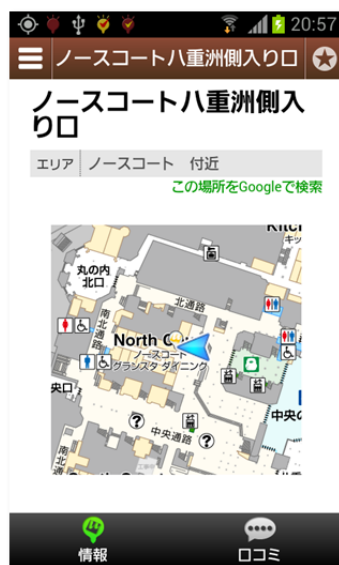 20:57
ノースコート八重洲側入り口
ノースコート八重洲側入
り口
エリア ノースコート 付近
この場所をGoogleで検索
キッ
丸の内
北口
北通路
南北通路
North
ノースコート
グランスタ ダイニング
中央
央口
?
?
中央通路
南北通
情報
口コミ